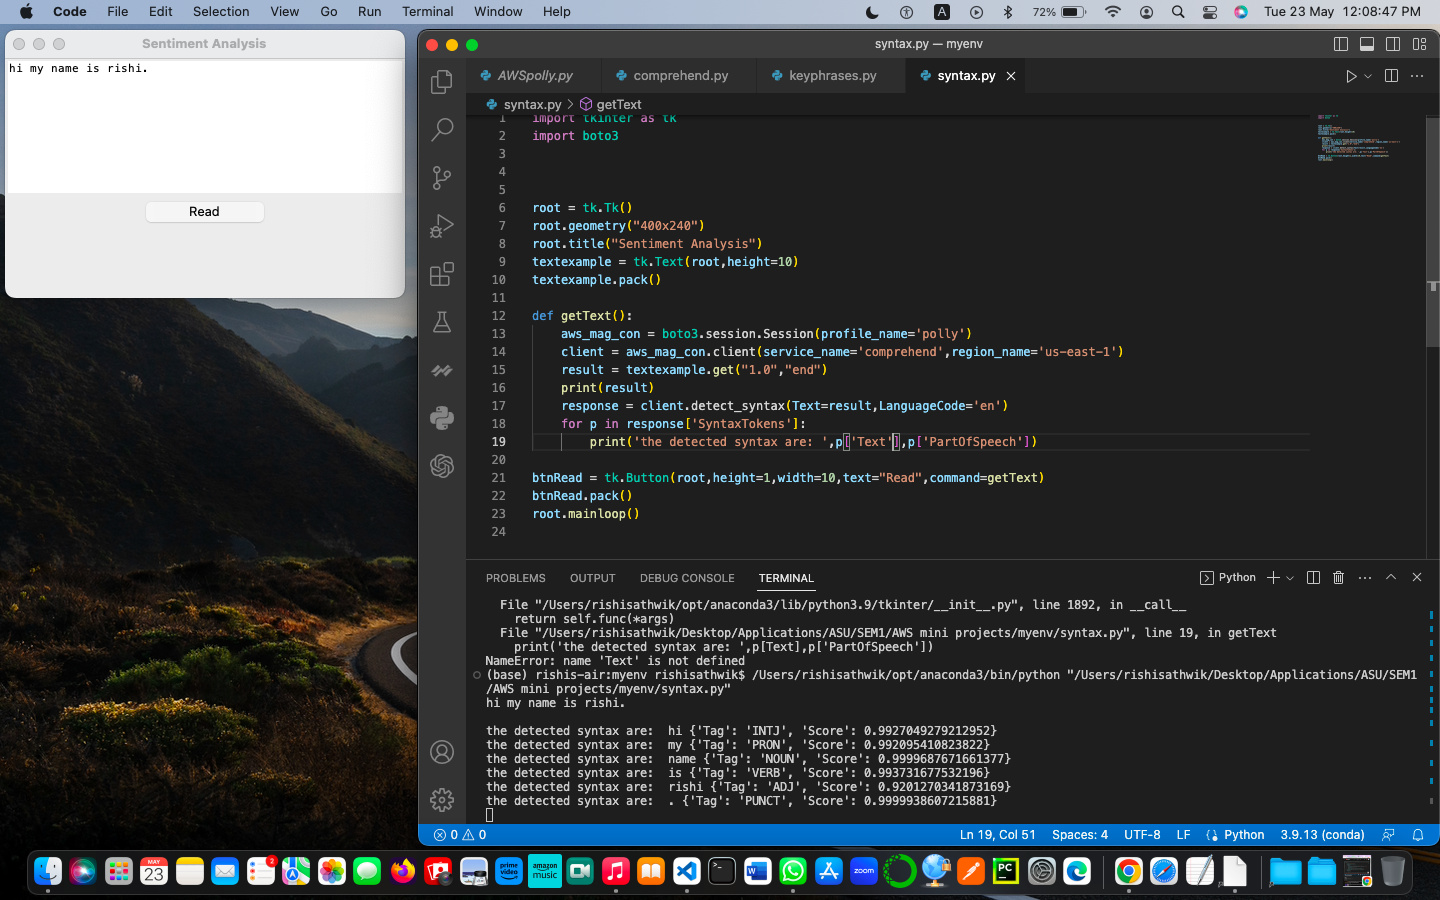 Code File Edit Selection View Go Run Terminal Window Help
A 72% Tue 23 May 12:08:47 PM
Sentiment Analysis
hi my name is rishi.
Read
syntax.py — myenv
AWSpolly.py comprehend.py keyphrases.py syntax.py
syntax.py > getText
1 import tkinter as tk
2 import boto3
3
4
5
6 root = tk.Tk()
7 root.geometry("400x240")
8 root.title("Sentiment Analysis")
9 textexample = tk.Text(root,height=10)
10 textexample.pack()
11
12 def getText():
13 aws_mag_con = boto3.session.Session(profile_name='polly')
14 client = aws_mag_con.client(service_name='comprehend',region_name='us-east-1')
15 result = textexample.get("1.0","end")
16 print(result)
17 response = client.detect_syntax(Text=result,LanguageCode='en')
18 for p in response['SyntaxTokens']:
19 print('the detected syntax are: ',p['Text'],p['PartOfSpeech'])
20
21 btnRead = tk.Button(root,height=1,width=10,text="Read",command=getText)
22 btnRead.pack()
23 root.mainloop()
24
PROBLEMS OUTPUT DEBUG CONSOLE TERMINAL Python
File "/Users/rishisathwik/opt/anaconda3/lib/python3.9/tkinter/__init__.py", line 1892, in __call__
return self.func(*args)
File "/Users/rishisathwik/Desktop/Applications/ASU/SEM1/AWS mini projects/myenv/syntax.py", line 19, in getText
print('the detected syntax are: ',p[Text],p['PartOfSpeech'])
NameError: name 'Text' is not defined
(base) rishis-air:myenv rishisathwik$ /Users/rishisathwik/opt/anaconda3/bin/python "/Users/rishisathwik/Desktop/Applications/ASU/SEM1
/AWS mini projects/myenv/syntax.py"
hi my name is rishi.
the detected syntax are:  hi {'Tag': 'INTJ', 'Score': 0.9927049279212952}
the detected syntax are:  my {'Tag': 'PRON', 'Score': 0.99209541082382​2}
the detected syntax are:  name {'Tag': 'NOUN', 'Score': 0.9999687671661377}
the detected syntax are:  is {'Tag': 'VERB', 'Score': 0.993731677532196}
the detected syntax are:  rishi {'Tag': 'ADJ', 'Score': 0.9201270341873169}
the detected syntax are:  . {'Tag': 'PUNCT', 'Score': 0.9999938607215881}
0 0 Ln 19, Col 51 Spaces: 4 UTF-8 LF Python 3.9.13 (conda)
MAY
23
2
prime video
amazon music
zoom
PC